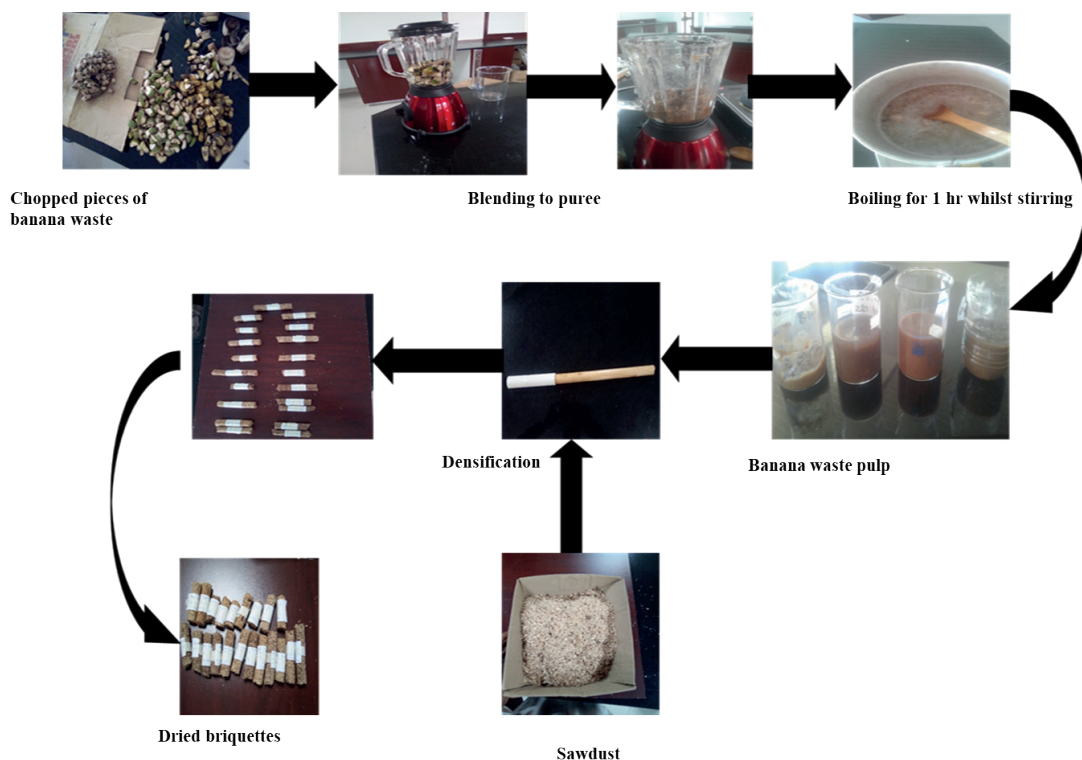 Chopped pieces of
banana waste
Blending to puree
Boiling for 1 hr whilst stirring
Densification
Banana waste pulp
Dried briquettes
Sawdust